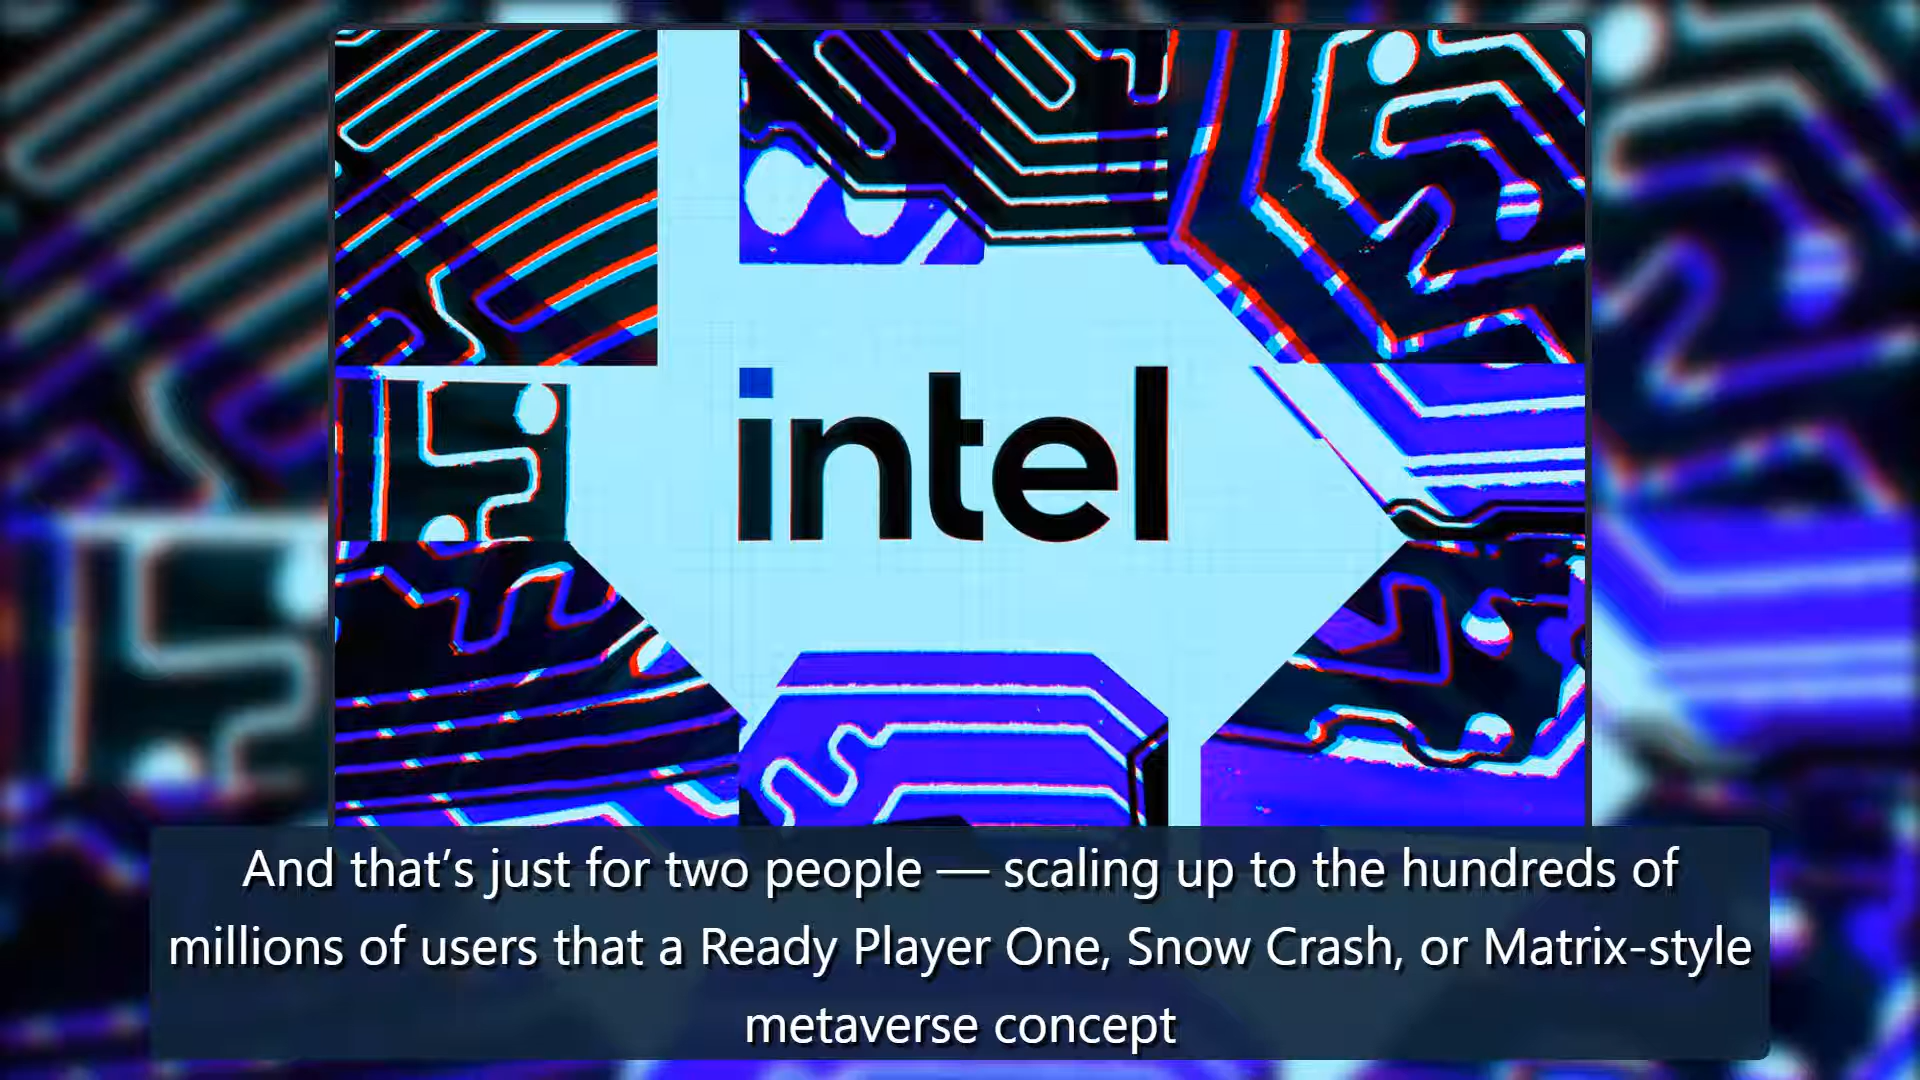 intel
And that’s just for two people — scaling up to the hundreds of
millions of users that a Ready Player One, Snow Crash, or Matrix-style
metaverse concept